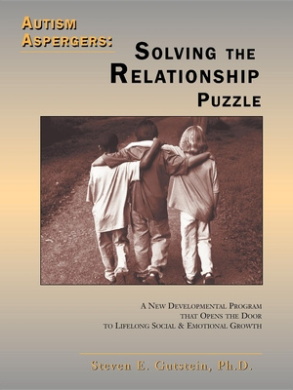 AUTISM
ASPERGERS:
SOLVING THE
RELATIONSHIP
PUZZLE
A NEW DEVELOPMENTAL PROGRAM
THAT OPENS THE DOOR
TO LIFELONG SOCIAL & EMOTIONAL GROWTH
Steven E. Gutstein, Ph.D.